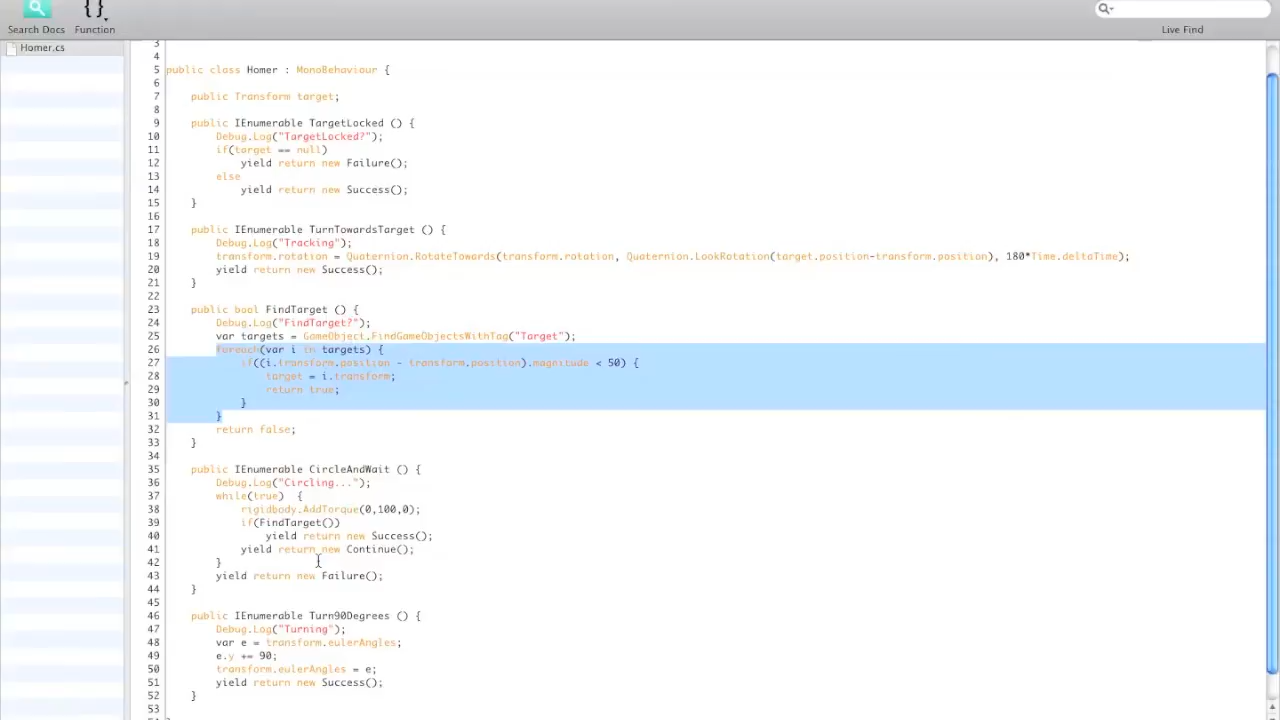 {}
Search Docs Function
Live Find
Homer.cs
3
4
5 public class Homer : MonoBehaviour {
6
7 public Transform target;
8
9 public IEnumerable TargetLocked () {
10 Debug.Log("TargetLocked?");
11 if(target == null)
12 yield return new Failure();
13 else
14 yield return new Success();
15 }
16
17 public IEnumerable TurnTowardsTarget () {
18 Debug.Log("Tracking");
19 transform.rotation = Quaternion.RotateTowards(transform.rotation, Quaternion.LookRotation(target.position-transform.position), 180*Time.deltaTime);
20 yield return new Success();
21 }
22
23 public bool FindTarget () {
24 Debug.Log("FindTarget?");
25 var targets = GameObject.FindGameObjectsWithTag("Target");
26 foreach(var i in targets) {
27 if((i.transform.position - transform.position).magnitude < 50) {
28 target = i.transform;
29 return true;
30 }
31 }
32 return false;
33 }
34
35 public IEnumerable CircleAndWait () {
36 Debug.Log("Circling...");
37 while(true) {
38 rigidbody.AddTorque(0,100,0);
39 if(FindTarget())
40 yield return new Success();
41 yield return new Continue();
42 }
43 yield return new Failure();
44 }
45
46 public IEnumerable Turn90Degrees () {
47 Debug.Log("Turning");
48 var e = transform.eulerAngles;
49 e.y += 90;
50 transform.eulerAngles = e;
51 yield return new Success();
52 }
53